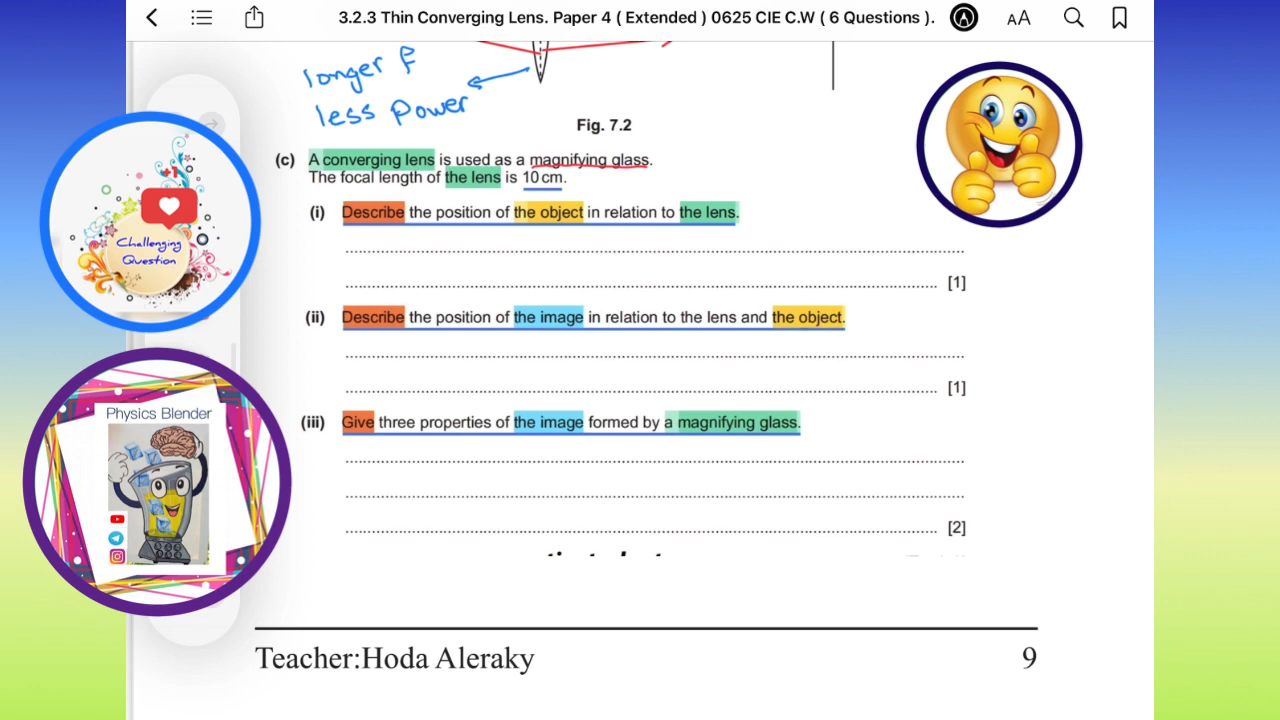 3.2.3 Thin Converging Lens. Paper 4 ( Extended ) 0625 CIE C.W ( 6 Questions ).
AA
longer f
less power
Fig. 7.2
(c) A converging lens is used as a magnifying glass.
The focal length of the lens is 10 cm.
(i) Describe the position of the object in relation to the lens.
[1]
(ii) Describe the position of the image in relation to the lens and the object.
[1]
(iii) Give three properties of the image formed by a magnifying glass.
[2]
+1
Challenging
Question
Physics Blender
Teacher:Hoda Aleraky
9